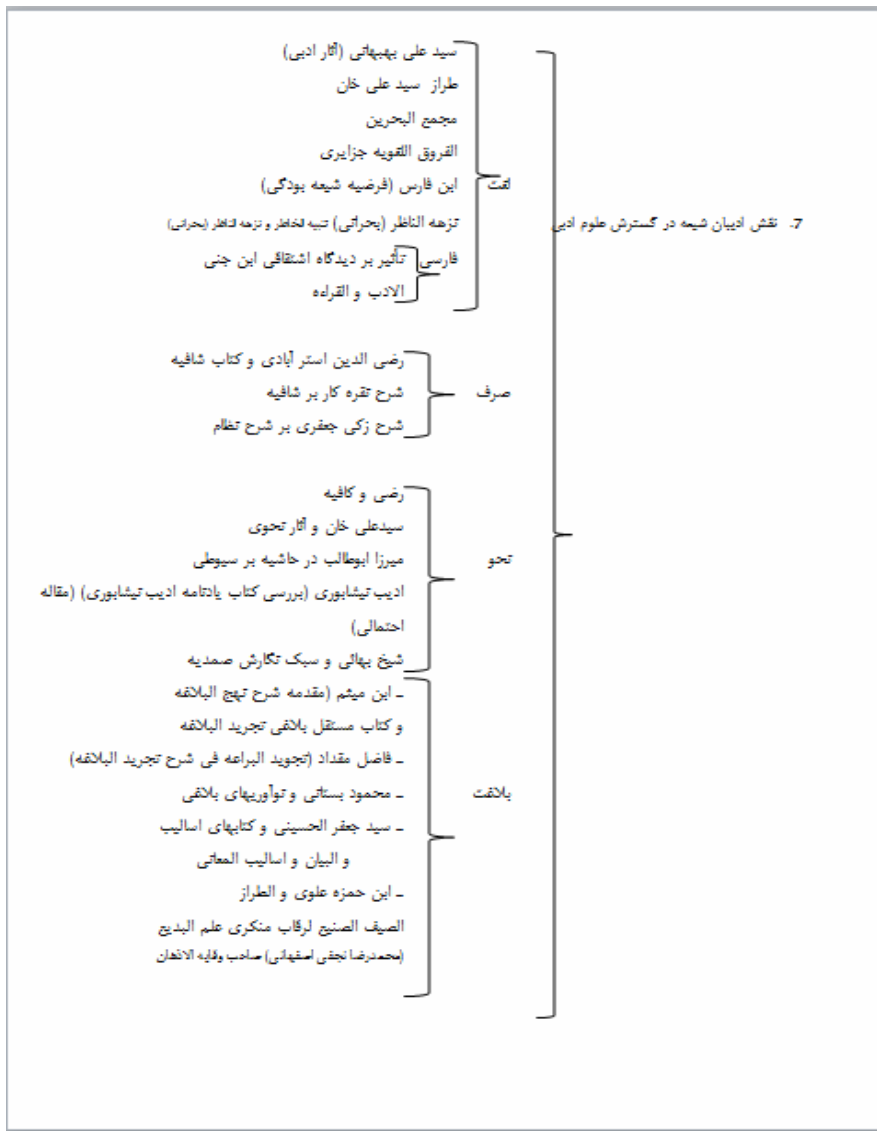 7. نقش ادیبان شیعه در گسترش علوم ادبی
لغت
سید علی بهبهانی (آثار ادبی)
طراز سید علی خان
مجمع البحرین
الفروق اللغویه جزایری
ابن فارس (فرضیه شیعه بودگی)
نزهه الناظر (بحرانی) تنبیه الخاطر و نزهه الناظر (بحرانی)
فارسی
تأثیر بر دیدگاه اشتقاقی ابن جنی
الادب و القراءه
صرف
رضی الدین استر آبادی و کتاب شافیه
شرح نقره کار بر شافیه
شرح زکی جعفری بر شرح نظام
نحو
رضی و کافیه
سیدعلی خان و آثار نحوی
میرزا ابوطالب در حاشیه بر سیوطی
ادیب نیشابوری (بررسی کتاب یادنامه ادیب نیشابوری) (مقاله
احتمالی)
شیخ بهائی و سبک نگارش صمدیه
بلاغت
ـ ابن میثم (مقدمه شرح نهج البلاغه
و کتاب مستقل بلاغی تجرید البلاغه
ـ فاضل مقداد (تجوید البراعه فی شرح تجرید البلاغه)
ـ محمود بستانی و نوآوریهای بلاغی
ـ سید جعفر الحسینی و کتابهای اسالیب
و البیان و اسالیب المعانی
ـ ابن حمزه علوی و الطراز
الصیف الصنیع لرقاب منکری علم البدیع
(محمدرضا نجفی اصفهانی) صاحب وقایه الاذهان